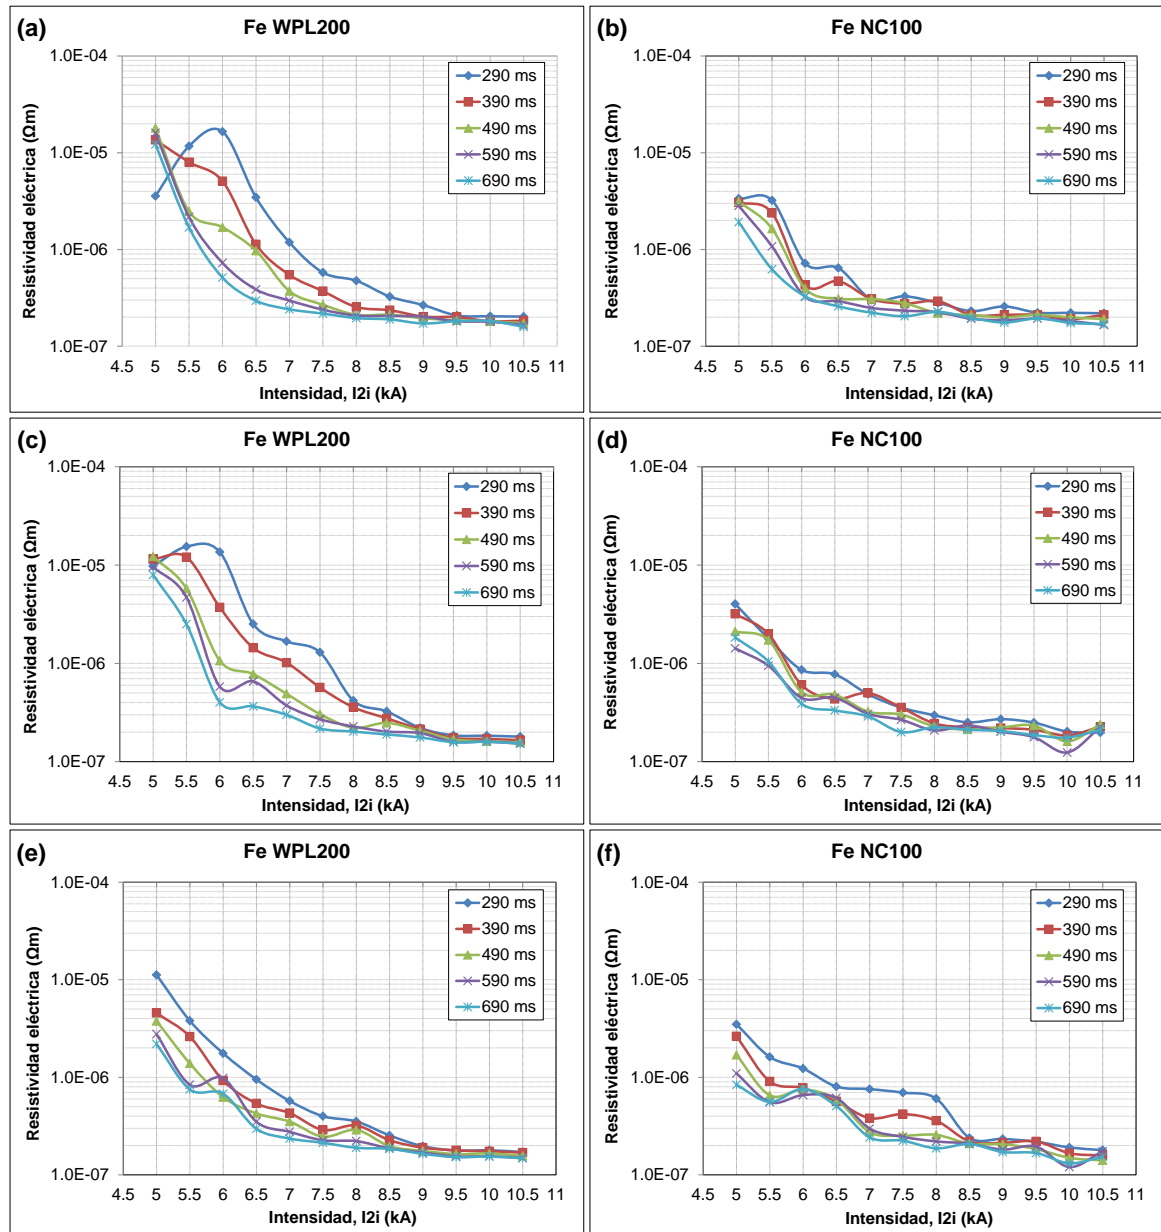 (a)
Fe WPL200
1.0E-04
1.0E-05
1.0E-06
1.0E-07
Resistividad eléctrica (Ωm)
290 ms
390 ms
490 ms
590 ms
690 ms
4.5 5 5.5 6 6.5 7 7.5 8 8.5 9 9.5 10 10.5 11
Intensidad, I2i (kA)
(b)
Fe NC100
1.0E-04
1.0E-05
1.0E-06
1.0E-07
Resistividad eléctrica (Ωm)
290 ms
390 ms
490 ms
590 ms
690 ms
4.5 5 5.5 6 6.5 7 7.5 8 8.5 9 9.5 10 10.5 11
Intensidad, I2i (kA)
(c)
Fe WPL200
1.0E-04
1.0E-05
1.0E-06
1.0E-07
Resistividad eléctrica (Ωm)
290 ms
390 ms
490 ms
590 ms
690 ms
4.5 5 5.5 6 6.5 7 7.5 8 8.5 9 9.5 10 10.5 11
Intensidad, I2i (kA)
(d)
Fe NC100
1.0E-04
1.0E-05
1.0E-06
1.0E-07
Resistividad eléctrica (Ωm)
290 ms
390 ms
490 ms
590 ms
690 ms
4.5 5 5.5 6 6.5 7 7.5 8 8.5 9 9.5 10 10.5 11
Intensidad, I2i (kA)
(e)
Fe WPL200
1.0E-04
1.0E-05
1.0E-06
1.0E-07
Resistividad eléctrica (Ωm)
290 ms
390 ms
490 ms
590 ms
690 ms
4.5 5 5.5 6 6.5 7 7.5 8 8.5 9 9.5 10 10.5 11
Intensidad, I2i (kA)
(f)
Fe NC100
1.0E-04
1.0E-05
1.0E-06
1.0E-07
Resistividad eléctrica (Ωm)
290 ms
390 ms
490 ms
590 ms
690 ms
4.5 5 5.5 6 6.5 7 7.5 8 8.5 9 9.5 10 10.5 11
Intensidad, I2i (kA)